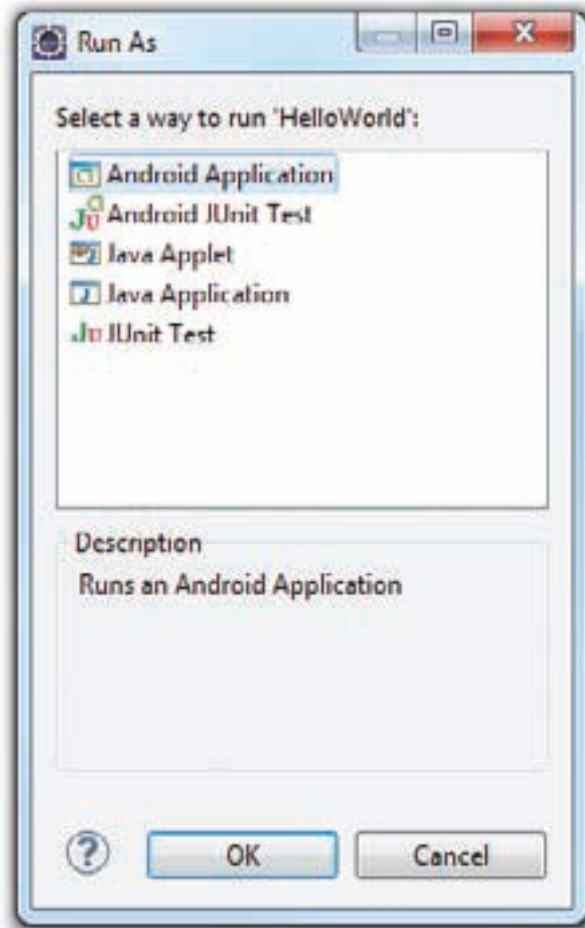 Run As
Select a way to run 'HelloWorld':
Android Application
Android JUnit Test
Java Applet
Java Application
JUnit Test
Description
Runs an Android Application
OK
Cancel